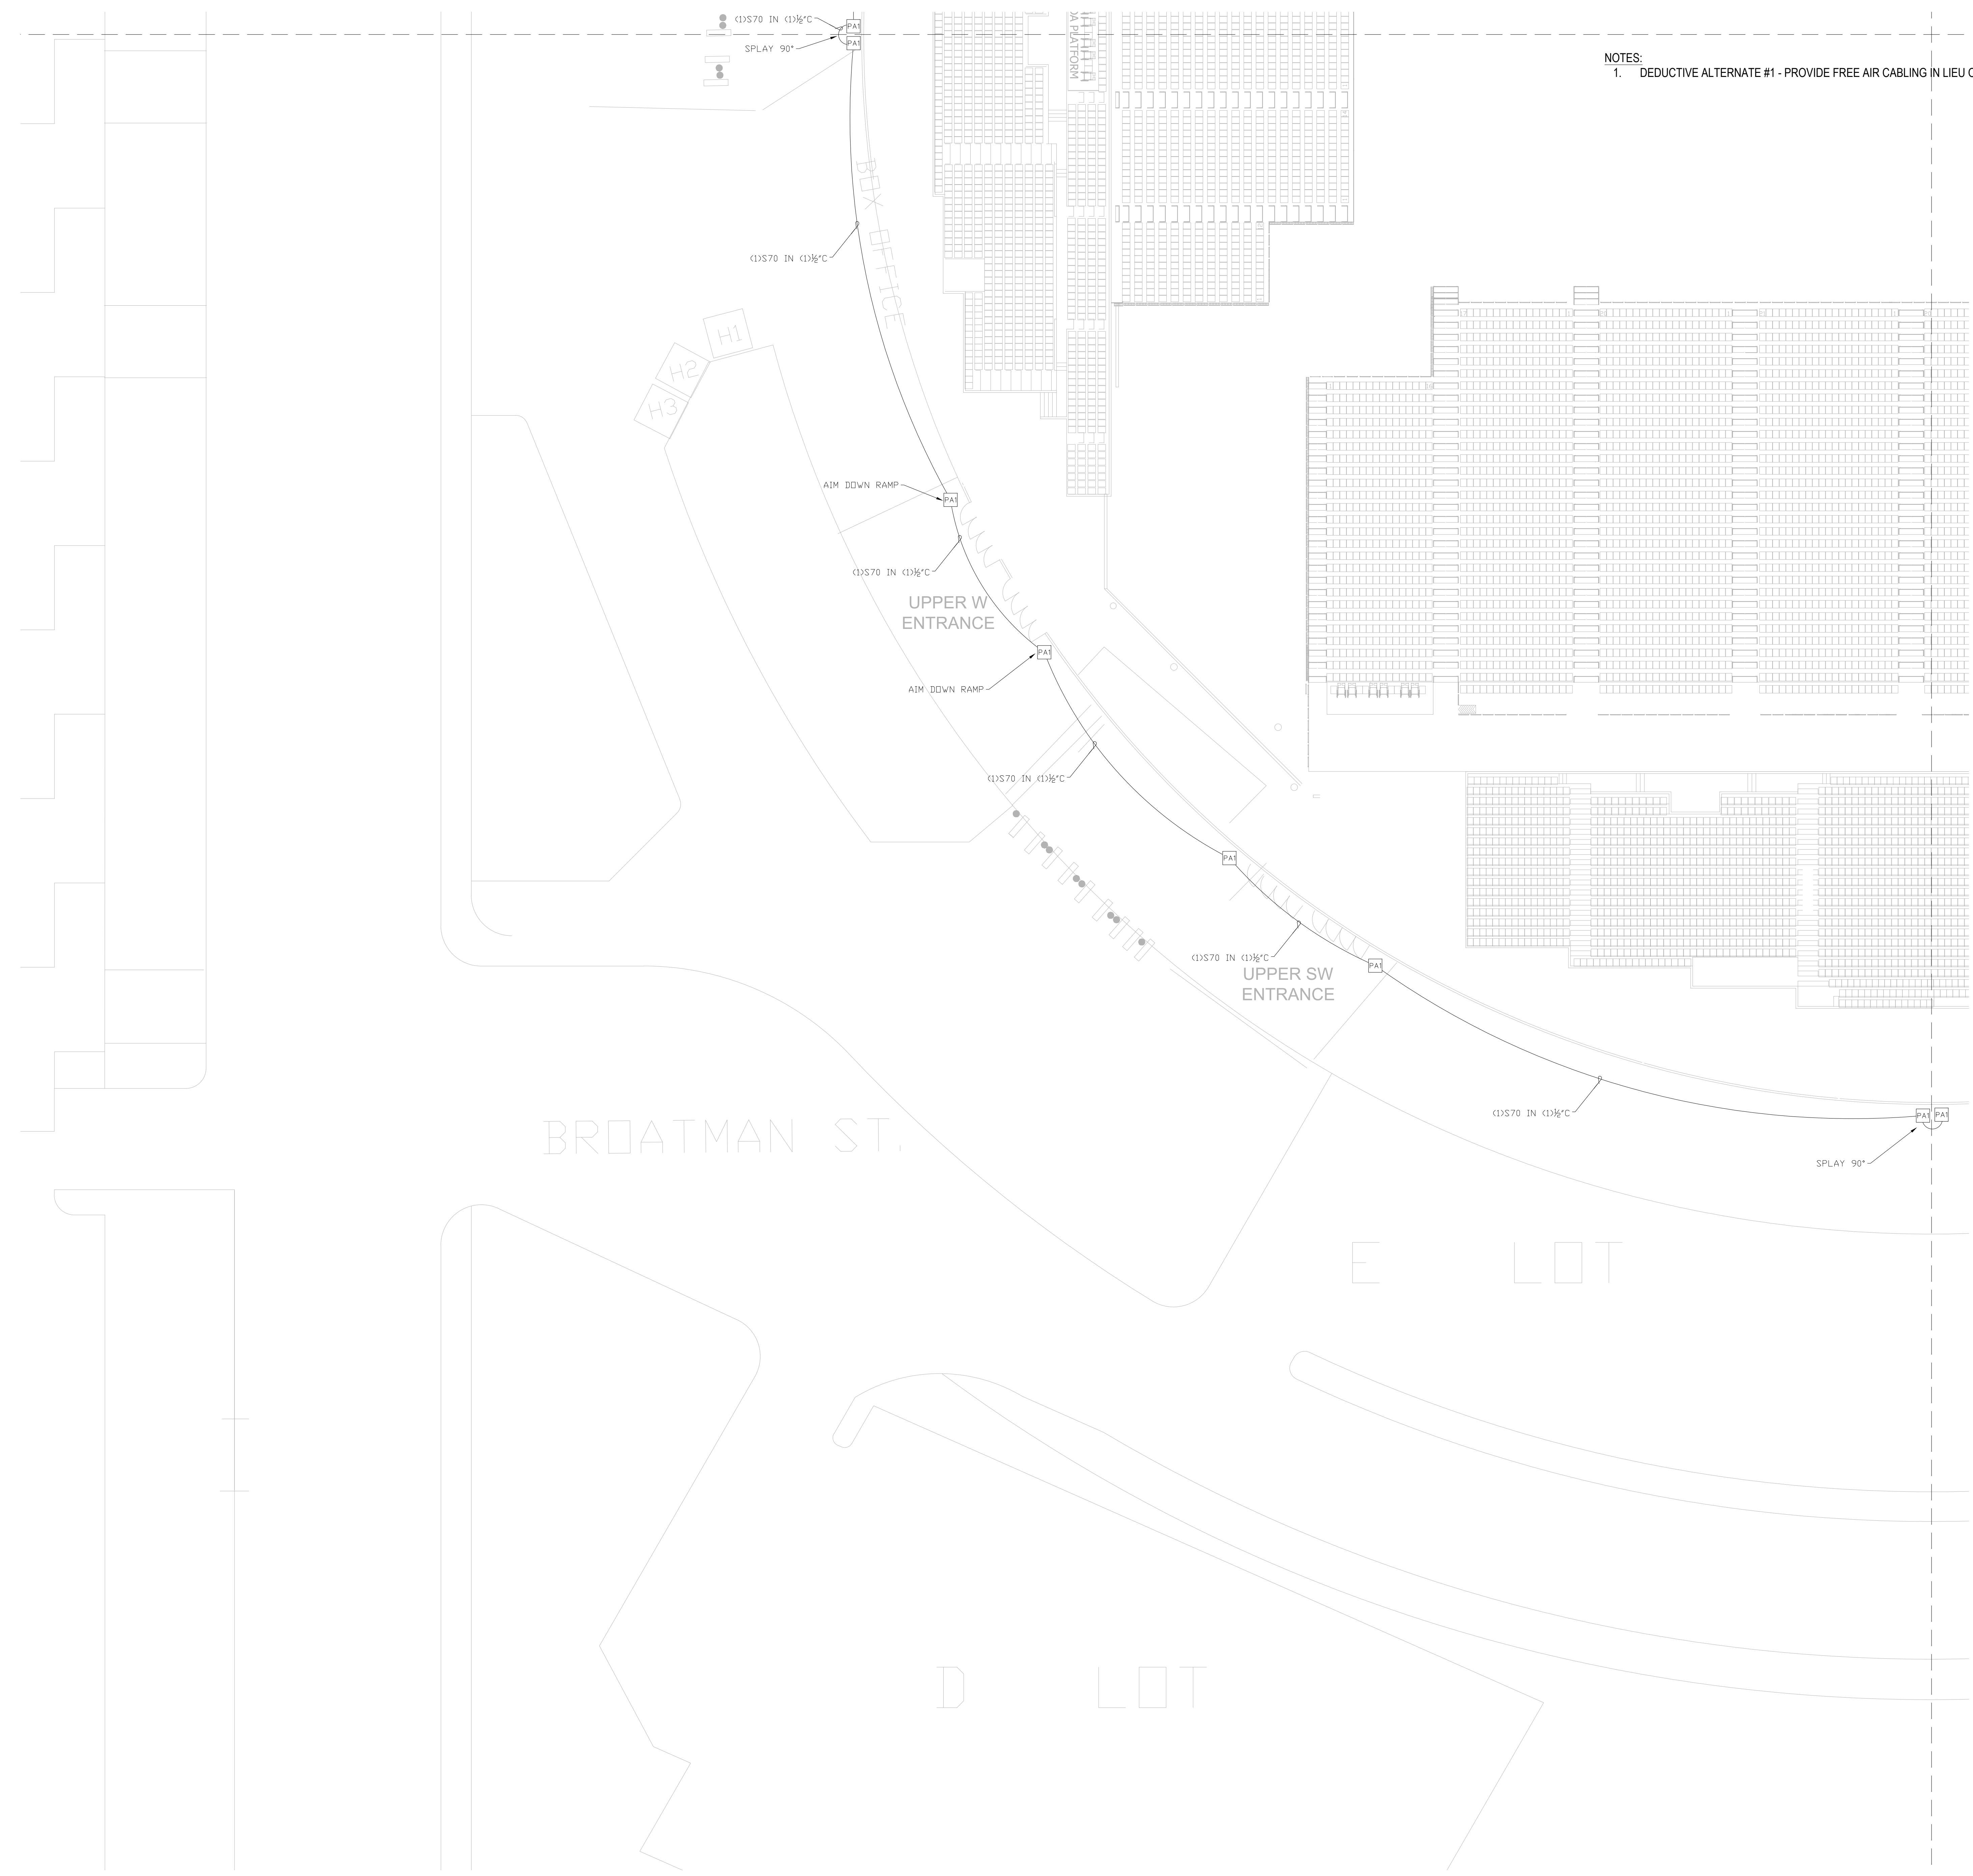 (1)S70 IN (1)½"C
PA1
PA1
SPLAY 90°
DA PLATFORM
NOTES:
1. DEDUCTIVE ALTERNATE #1 - PROVIDE FREE AIR CABLING IN LIEU
BOX OFFICE
(1)S70 IN (1)½"C
H1
H2
H3
AIM DOWN RAMP
PA1
(1)S70 IN (1)½"C
UPPER W
ENTRANCE
PA1
AIM DOWN RAMP
(1)S70 IN (1)½"C
PA1
(1)S70 IN (1)½"C
PA1
UPPER SW
ENTRANCE
(1)S70 IN (1)½"C
PA1
PA1
SPLAY 90°
BROATMAN ST.
E LOT
D LOT